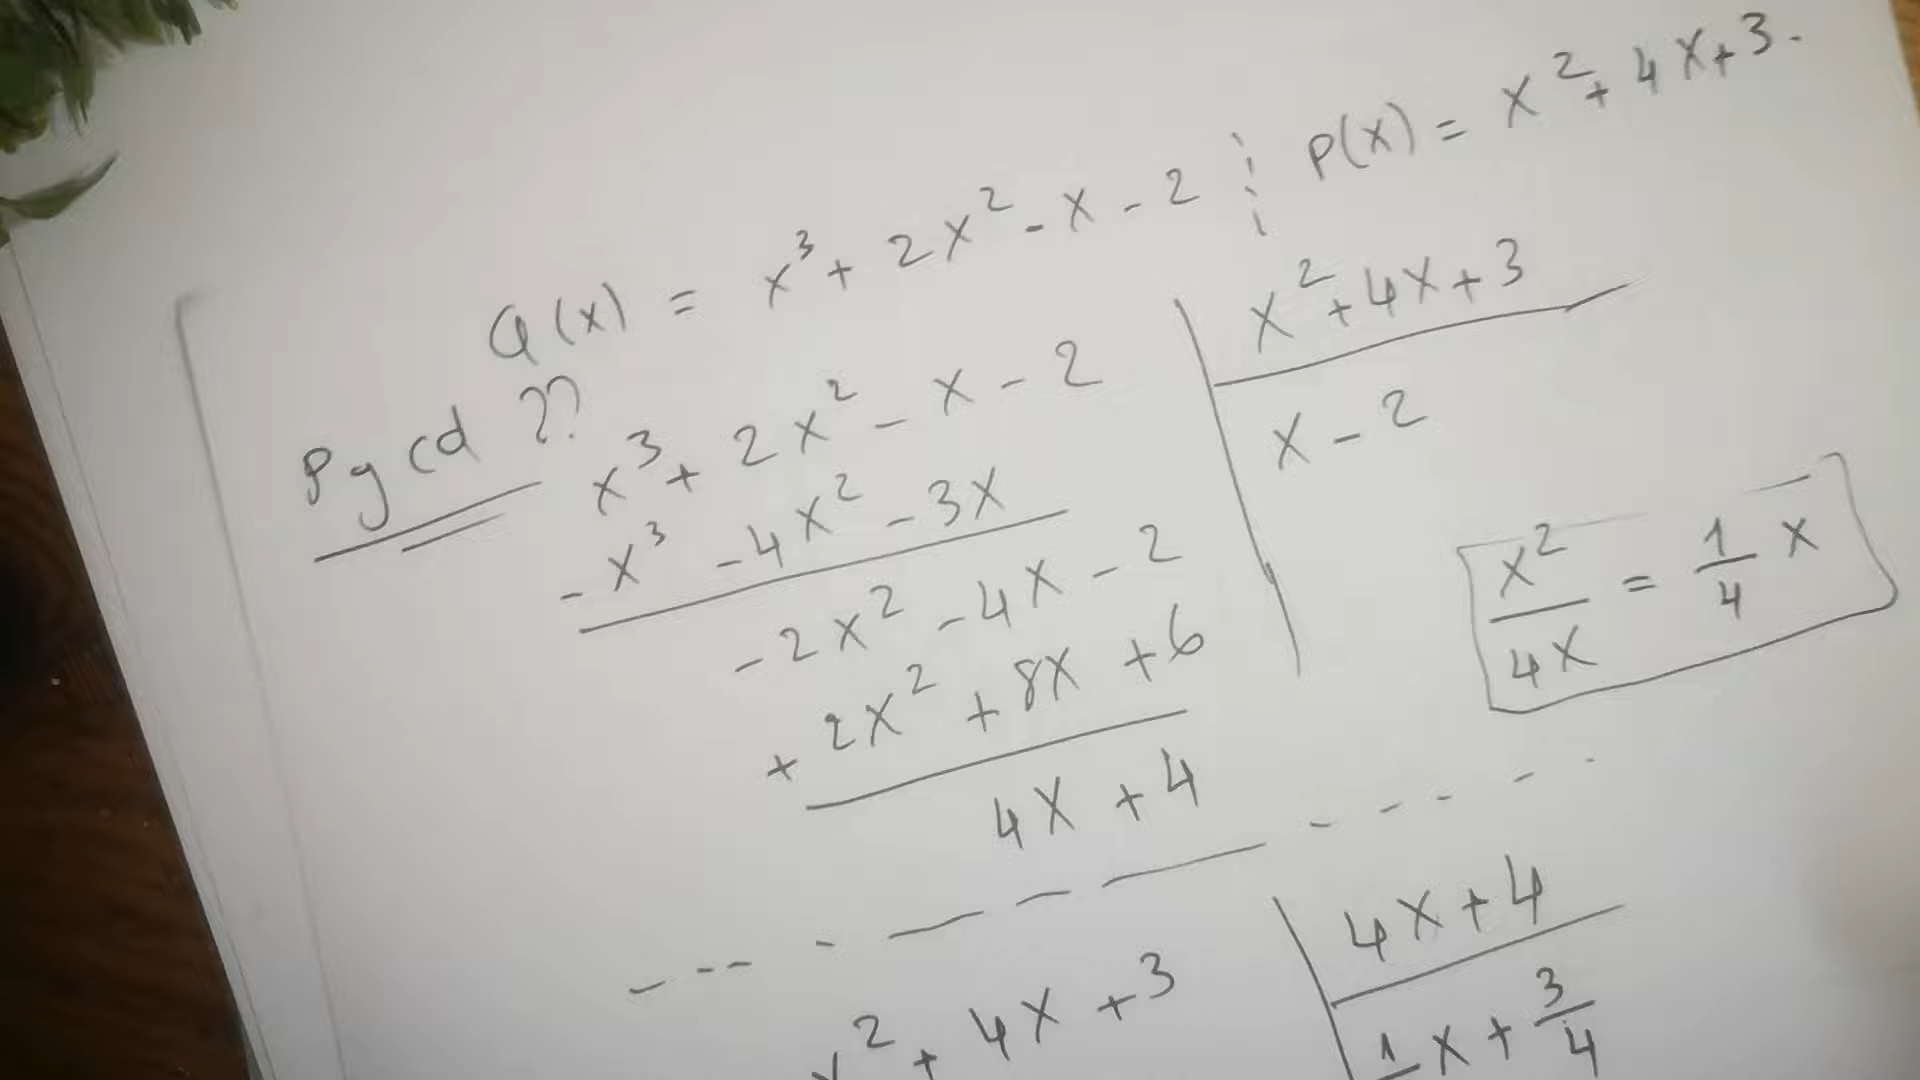 Q(x) = x³ + 2x² - x - 2 ¦ P(x) = x² + 4x + 3.
Pgcd ??
x³ + 2x² - x - 2 | x² + 4x + 3
- x³ - 4x² - 3x | x - 2
- 2x² - 4x - 2
+ 2x² + 8x + 6
4x + 4
x²/4x = 1/4 x
x² + 4x + 3 | 4x + 4
1/ x + 3/4